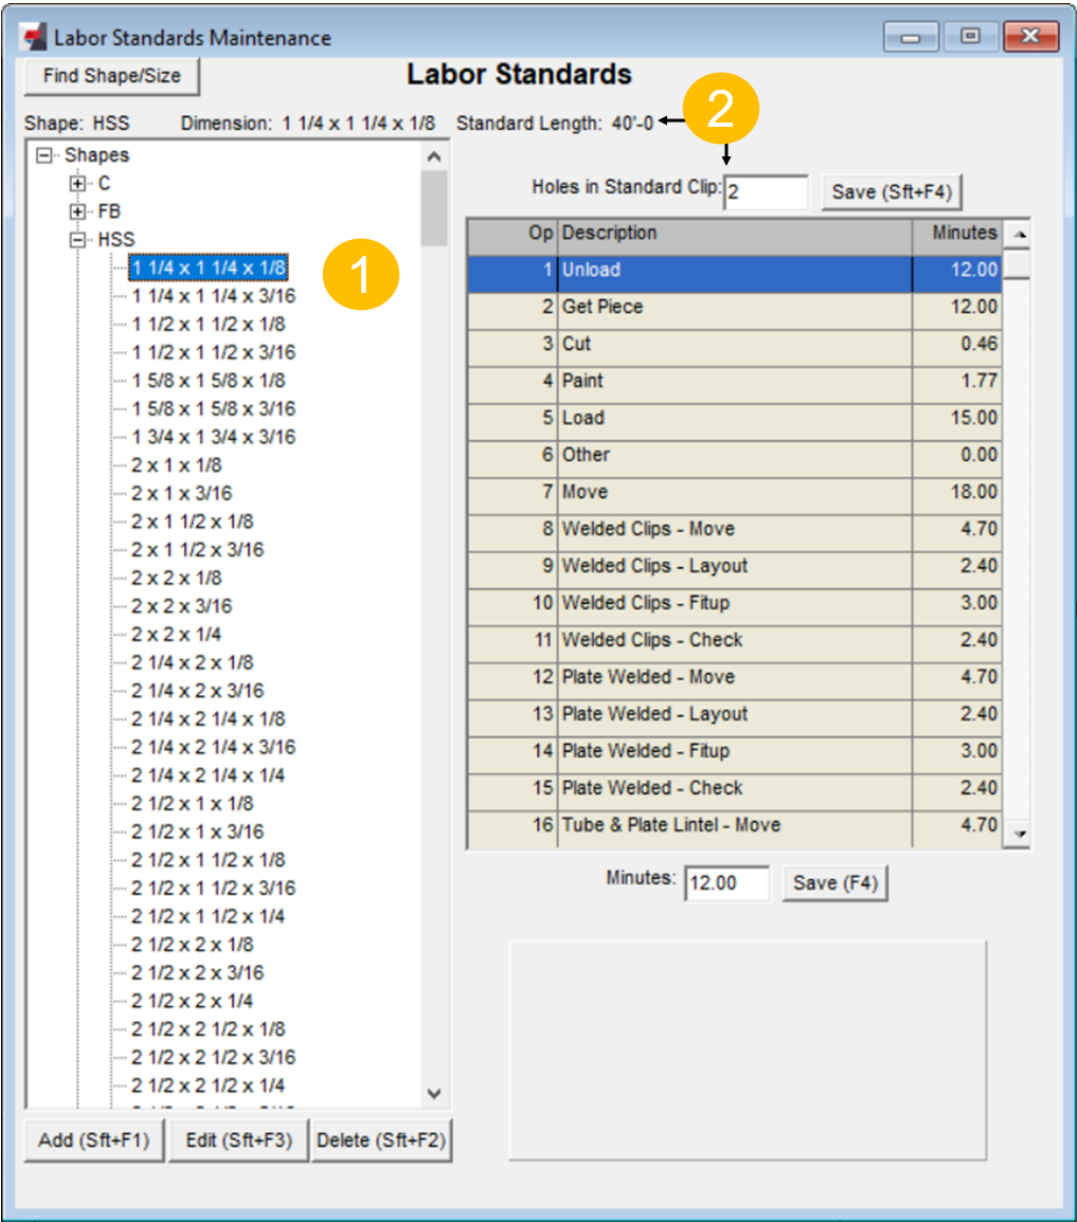 Labor Standards Maintenance
Find Shape/Size
Labor Standards
Shape: HSS Dimension: 1 1/4 x 1 1/4 x 1/8 Standard Length: 40'-0
2
Shapes
C
FB
HSS
1 1/4 x 1 1/4 x 1/8
1
1 1/4 x 1 1/4 x 3/16
1 1/2 x 1 1/2 x 1/8
1 1/2 x 1 1/2 x 3/16
1 5/8 x 1 5/8 x 1/8
1 5/8 x 1 5/8 x 3/16
1 3/4 x 1 3/4 x 3/16
2 x 1 x 1/8
2 x 1 x 3/16
2 x 1 1/2 x 1/8
2 x 1 1/2 x 3/16
2 x 2 x 1/8
2 x 2 x 3/16
2 x 2 x 1/4
2 1/4 x 2 x 1/8
2 1/4 x 2 x 3/16
2 1/4 x 2 1/4 x 1/8
2 1/4 x 2 1/4 x 3/16
2 1/4 x 2 1/4 x 1/4
2 1/2 x 1 x 1/8
2 1/2 x 1 x 3/16
2 1/2 x 1 1/2 x 1/8
2 1/2 x 1 1/2 x 3/16
2 1/2 x 1 1/2 x 1/4
2 1/2 x 2 x 1/8
2 1/2 x 2 x 3/16
2 1/2 x 2 x 1/4
2 1/2 x 2 1/2 x 1/8
2 1/2 x 2 1/2 x 3/16
2 1/2 x 2 1/2 x 1/4
Add (Sft+F1) Edit (Sft+F3) Delete (Sft+F2)
Holes in Standard Clip: 2 Save (Sft+F4)
Op Description Minutes
1 Unload 12.00
2 Get Piece 12.00
3 Cut 0.46
4 Paint 1.77
5 Load 15.00
6 Other 0.00
7 Move 18.00
8 Welded Clips - Move 4.70
9 Welded Clips - Layout 2.40
10 Welded Clips - Fitup 3.00
11 Welded Clips - Check 2.40
12 Plate Welded - Move 4.70
13 Plate Welded - Layout 2.40
14 Plate Welded - Fitup 3.00
15 Plate Welded - Check 2.40
16 Tube & Plate Lintel - Move 4.70
Minutes: 12.00 Save (F4)